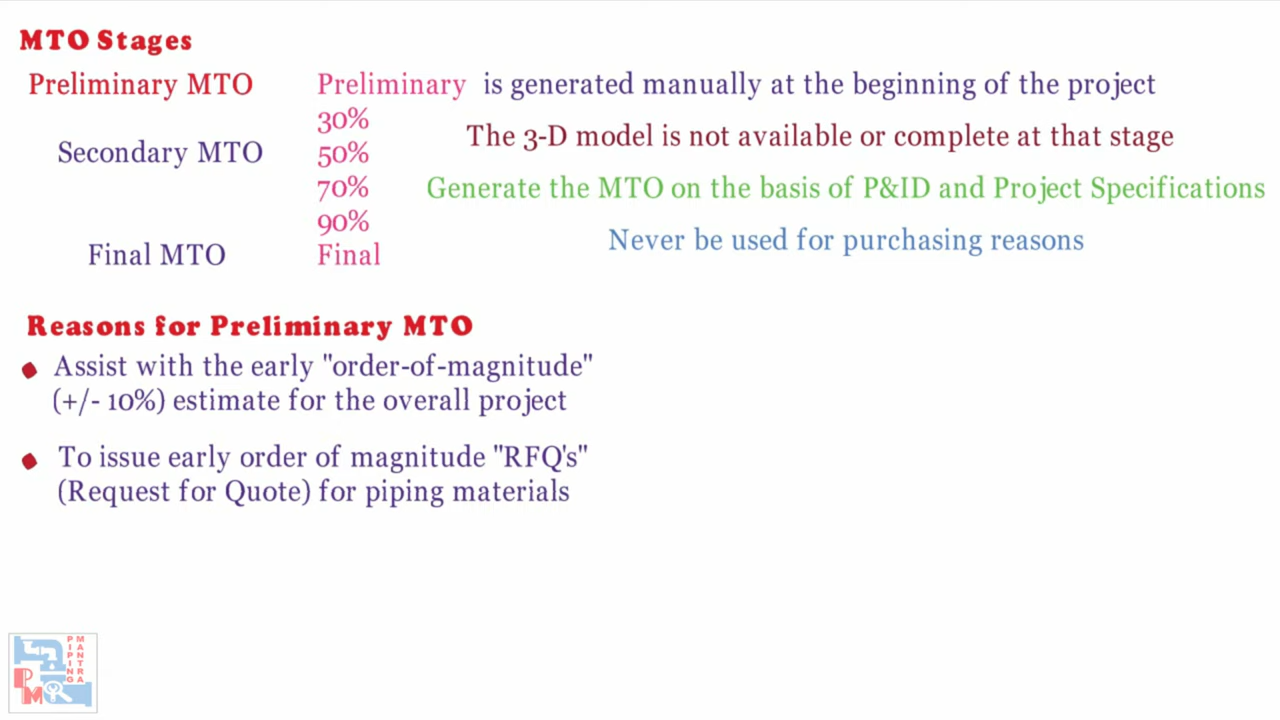 MTO Stages
Preliminary MTO Preliminary is generated manually at the beginning of the project
30%
The 3-D model is not available or complete at that stage
Secondary MTO 50%
70% Generate the MTO on the basis of P&ID and Project Specifications
90%
Never be used for purchasing reasons
Final MTO Final
Reasons for Preliminary MTO
Assist with the early "order-of-magnitude"
(+/- 10%) estimate for the overall project
To issue early order of magnitude "RFQ's"
(Request for Quote) for piping materials
PIPING
MANTRA
PM